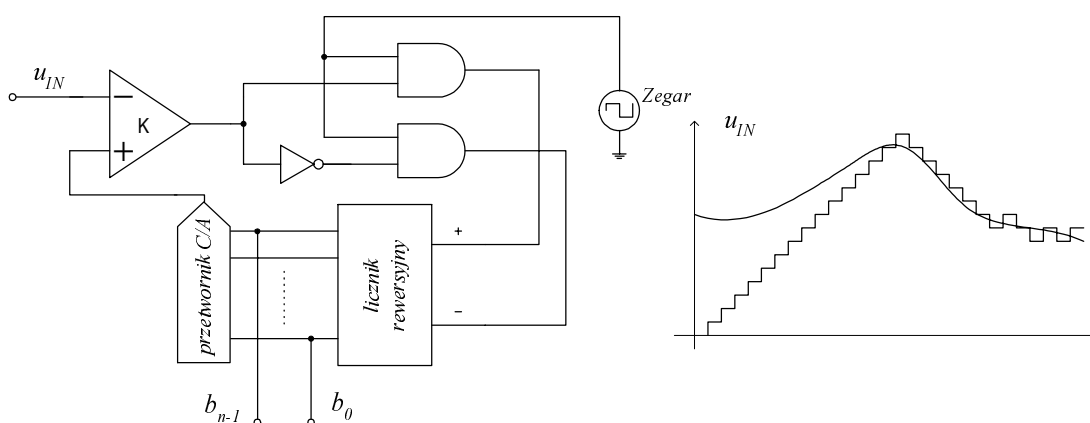 u_IN
K
Zegar
u_IN
przetwornik C/A
licznik
rewersyjny
+
−
b_n-1
b_0